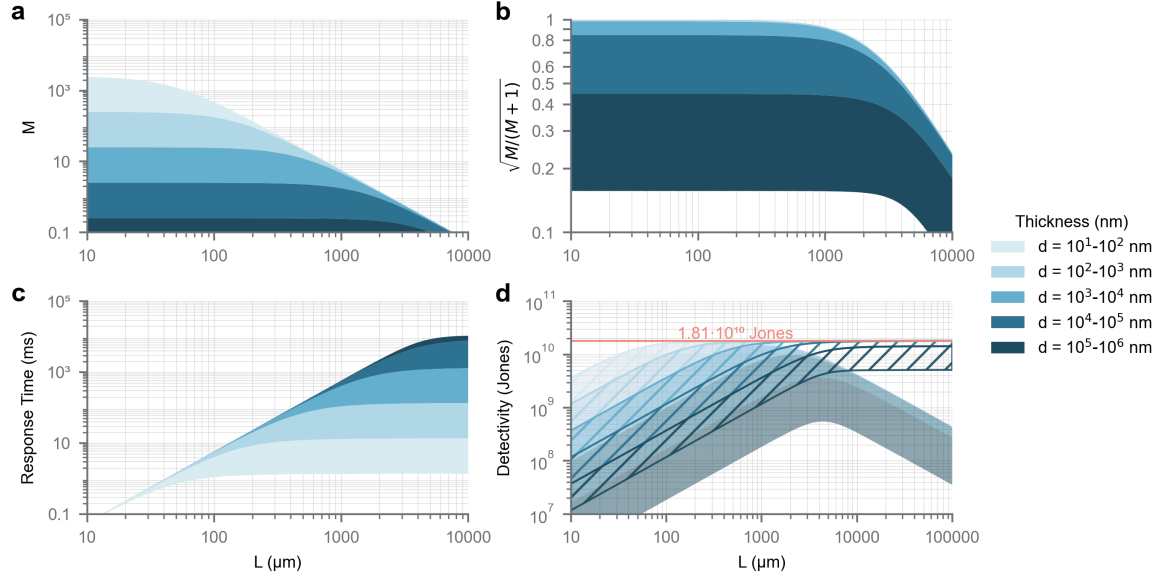 a
10⁵
10³
10
0.1
M
10
100
1000
10000
b
1
0.8
0.6
0.5
0.4
0.3
0.2
0.1
√M/(M + 1)
10
100
1000
10000
c
10⁵
10³
10
0.1
Response Time (ms)
10
100
1000
10000
L (μm)
d
10¹¹
10¹⁰
10⁹
10⁸
10⁷
Detectivity (Jones)
1.81·10¹⁰ Jones
10
100
1000
10000
100000
L (μm)
Thickness (nm)
d = 10¹-10² nm
d = 10²-10³ nm
d = 10³-10⁴ nm
d = 10⁴-10⁵ nm
d = 10⁵-10⁶ nm